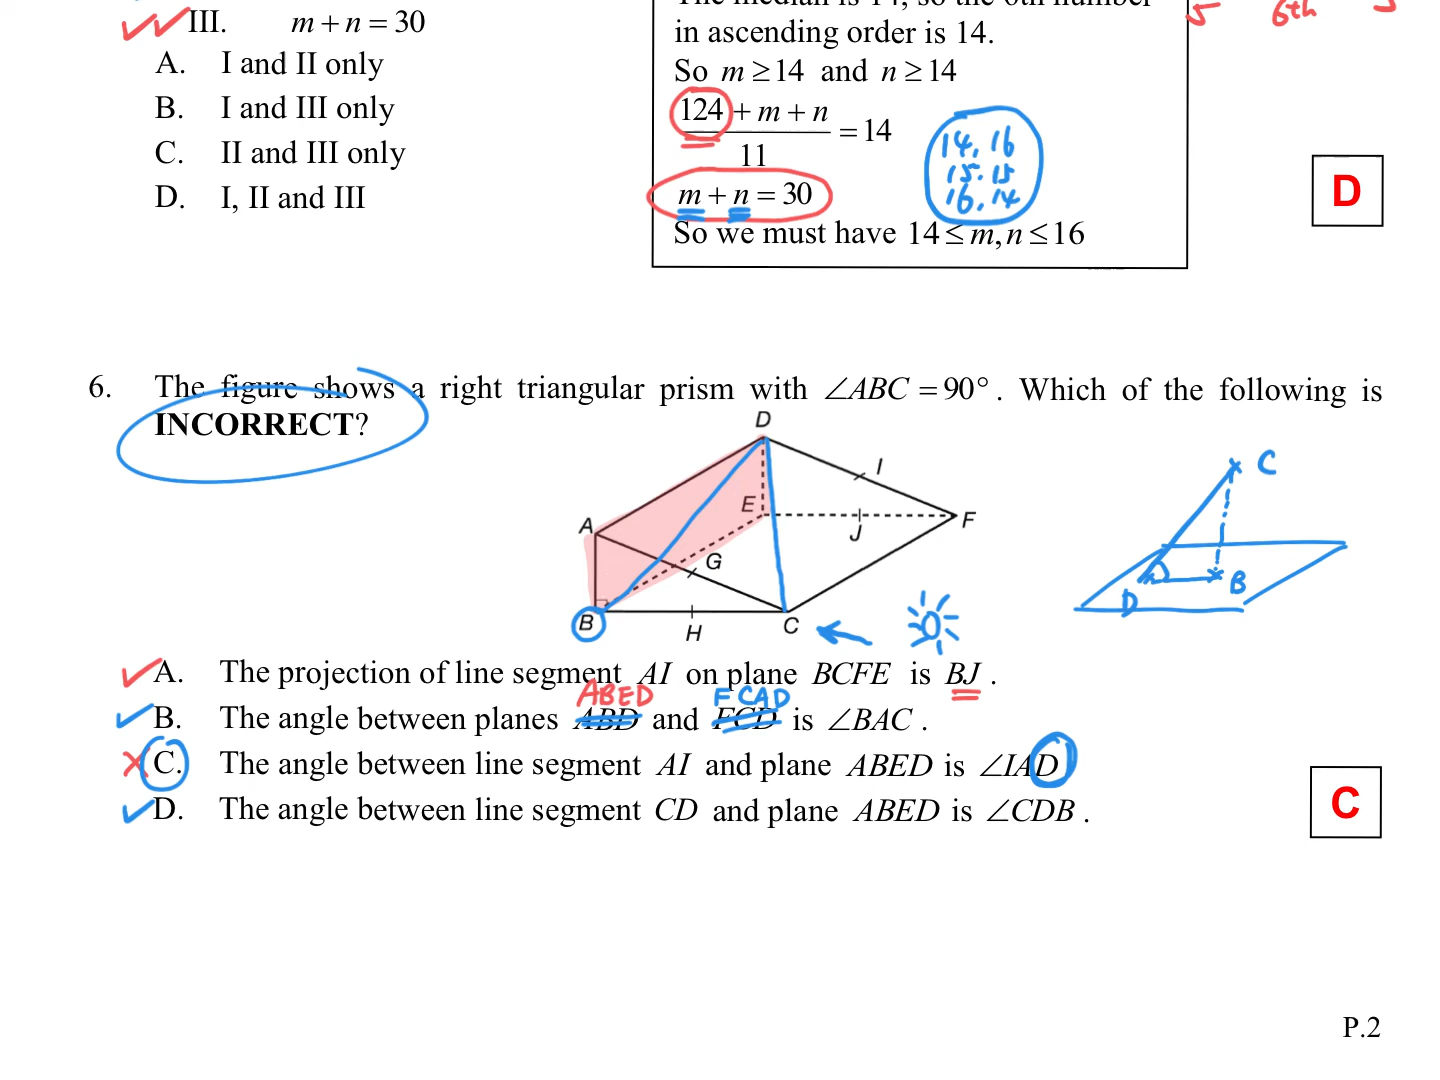 III. m + n = 30
A. I and II only
B. I and III only
C. II and III only
D. I, II and III
5 6th
in ascending order is 14.
So m ≥ 14 and n ≥ 14
124 + m + n
11
= 14
m + n = 30
So we must have 14 ≤ m, n ≤ 16
14, 16
15. 15
16, 14
D
6. The figure shows a right triangular prism with ∠ABC = 90°. Which of the following is
INCORRECT?
D
I
E
F
A
J
G
B
H
C
C
B
D
A. The projection of line segment AI on plane BCFE is BJ.
ABED FCAD
B. The angle between planes ABD and FCD is ∠BAC.
C. The angle between line segment AI and plane ABED is ∠IAD
D. The angle between line segment CD and plane ABED is ∠CDB.
C
P.2